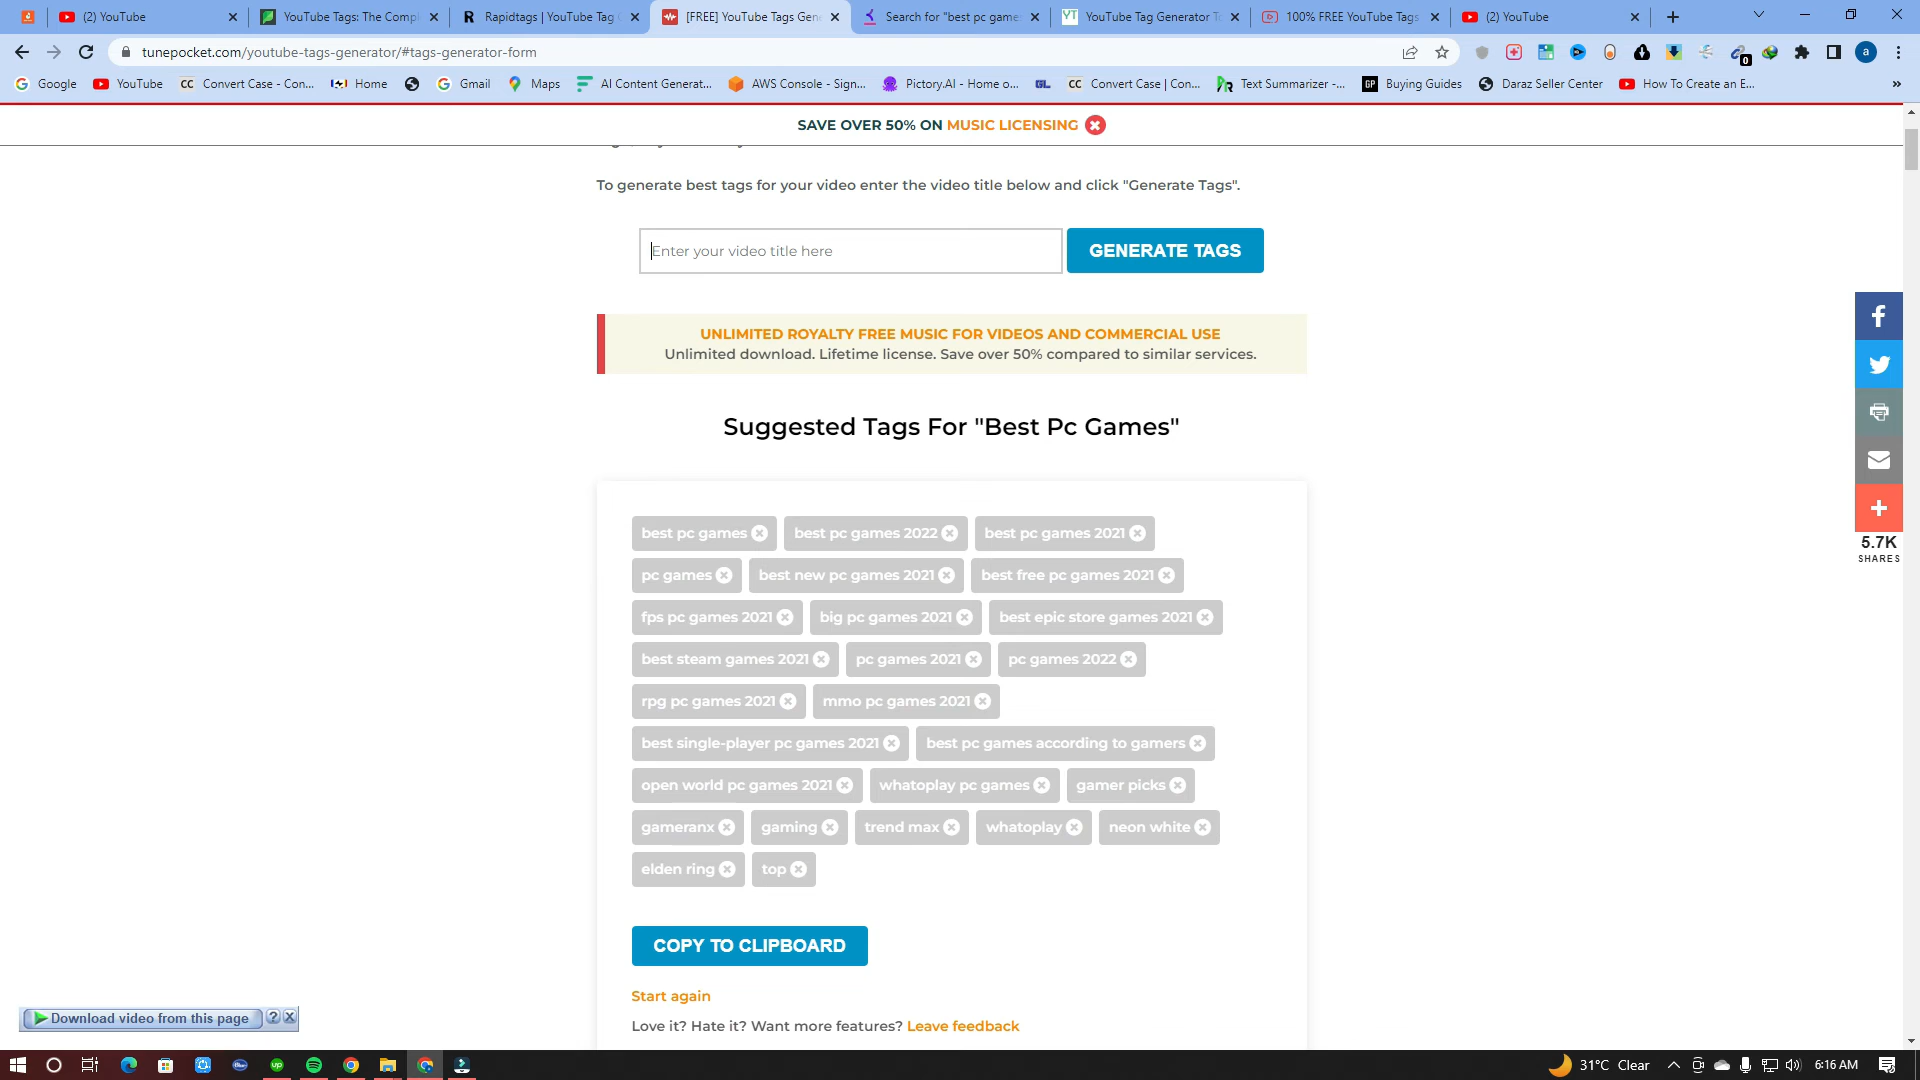 (2) YouTube
YouTube Tags: The Compl
Rapidtags | YouTube Tag
[FREE] YouTube Tags Gene
Search for "best pc game
YT
YouTube Tag Generator To
100% FREE YouTube Tags
(2) YouTube
tunepocket.com/youtube-tags-generator/#tags-generator-form
0
a
Google
YouTube
CC Convert Case - Con...
Home
Gmail
Maps
AI Content Generat...
AWS Console - Sign...
Pictory.AI - Home o...
GL
CC Convert Case | Con...
Text Summarizer -...
GP Buying Guides
Daraz Seller Center
How To Create an E...
»
SAVE OVER 50% ON MUSIC LICENSING
To generate best tags for your video enter the video title below and click "Generate Tags".
Enter your video title here
GENERATE TAGS
UNLIMITED ROYALTY FREE MUSIC FOR VIDEOS AND COMMERCIAL USE
Unlimited download. Lifetime license. Save over 50% compared to similar services.
Suggested Tags For "Best Pc Games"
best pc games best pc games 2022 best pc games 2021
pc games best new pc games 2021 best free pc games 2021
fps pc games 2021 big pc games 2021 best epic store games 2021
best steam games 2021 pc games 2021 pc games 2022
rpg pc games 2021 mmo pc games 2021
best single-player pc games 2021 best pc games according to gamers
open world pc games 2021 whatoplay pc games gamer picks
gameranx gaming trend max whatoplay neon white
elden ring top
COPY TO CLIPBOARD
Start again
Love it? Hate it? Want more features? Leave feedback
5.7K
SHARES
Download video from this page
?
up
31°C Clear
6:16 AM